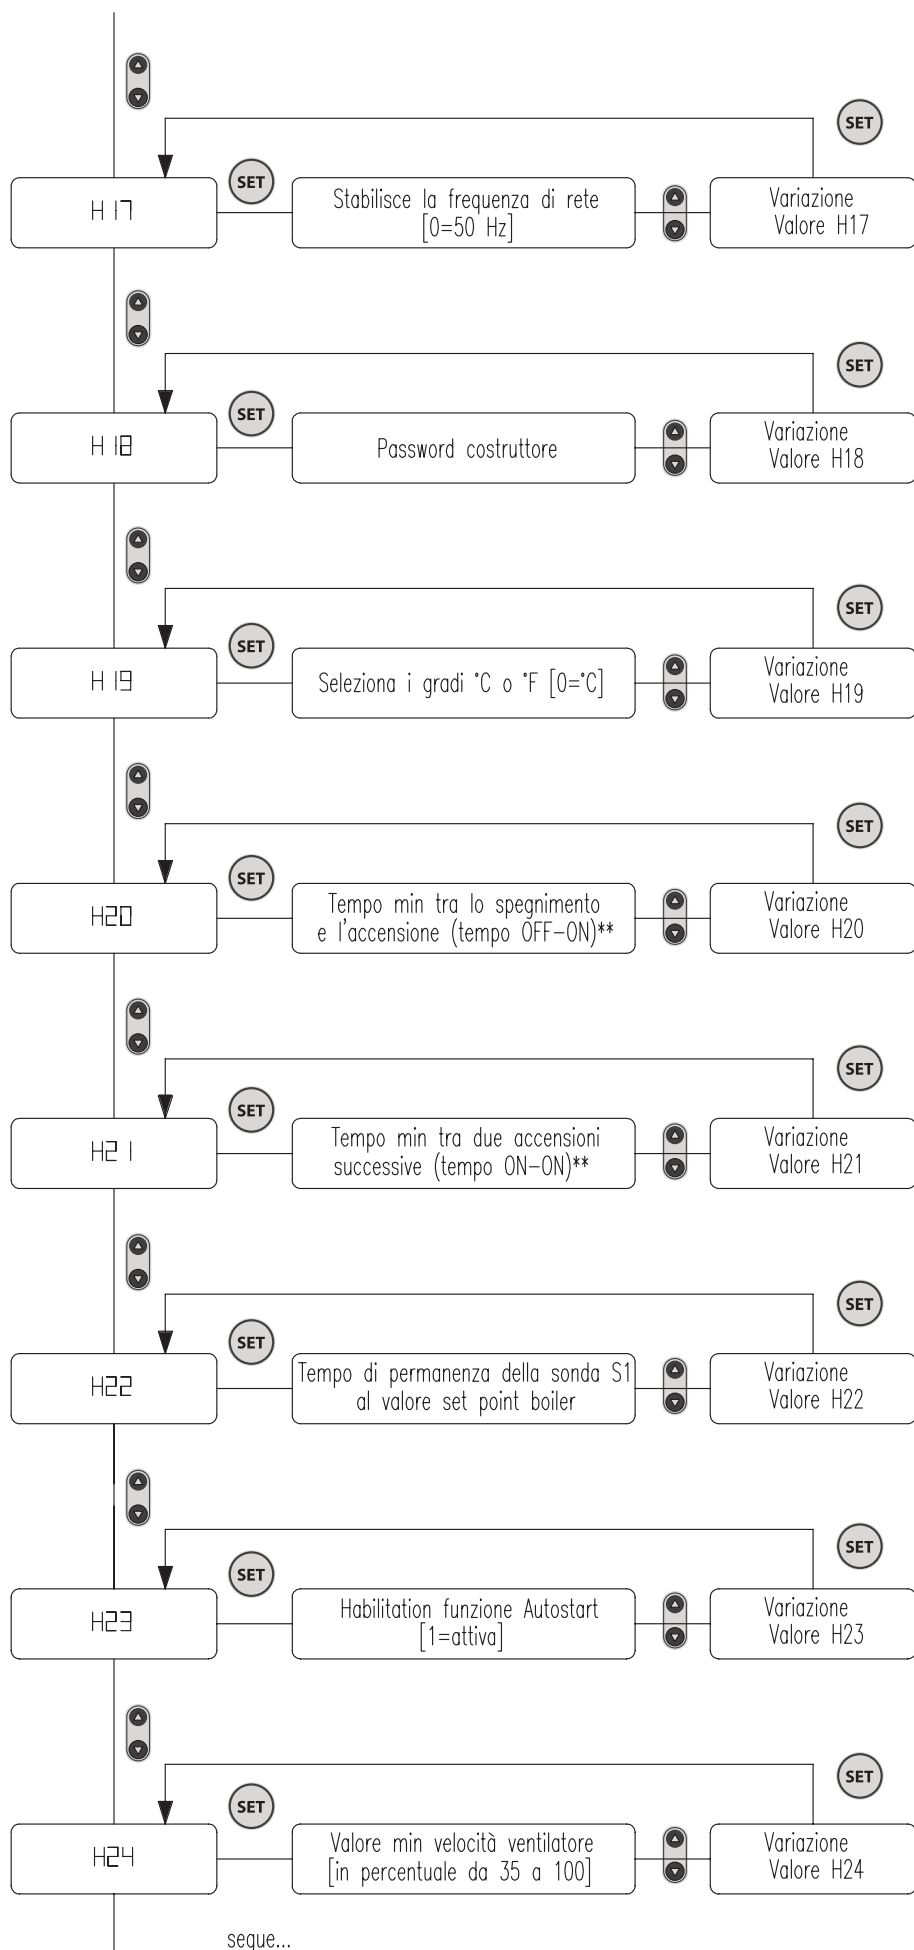 SET
SET
H17
Stabilisce la frequenza di rete
[0=50 Hz]
Variazione
Valore H17
SET
SET
H18
Password costruttore
Variazione
Valore H18
SET
SET
H19
Seleziona i gradi °C o °F [0=°C]
Variazione
Valore H19
SET
SET
H20
Tempo min tra lo spegnimento
e l'accensione (tempo OFF-ON)**
Variazione
Valore H20
SET
SET
H21
Tempo min tra due accensioni
successive (tempo ON-ON)**
Variazione
Valore H21
SET
SET
H22
Tempo di permanenza della sonda S1
al valore set point boiler
Variazione
Valore H22
SET
SET
H23
Habilitation funzione Autostart
[1=attiva]
Variazione
Valore H23
SET
SET
H24
Valore min velocità ventilatore
[in percentuale da 35 a 100]
Variazione
Valore H24
segue...